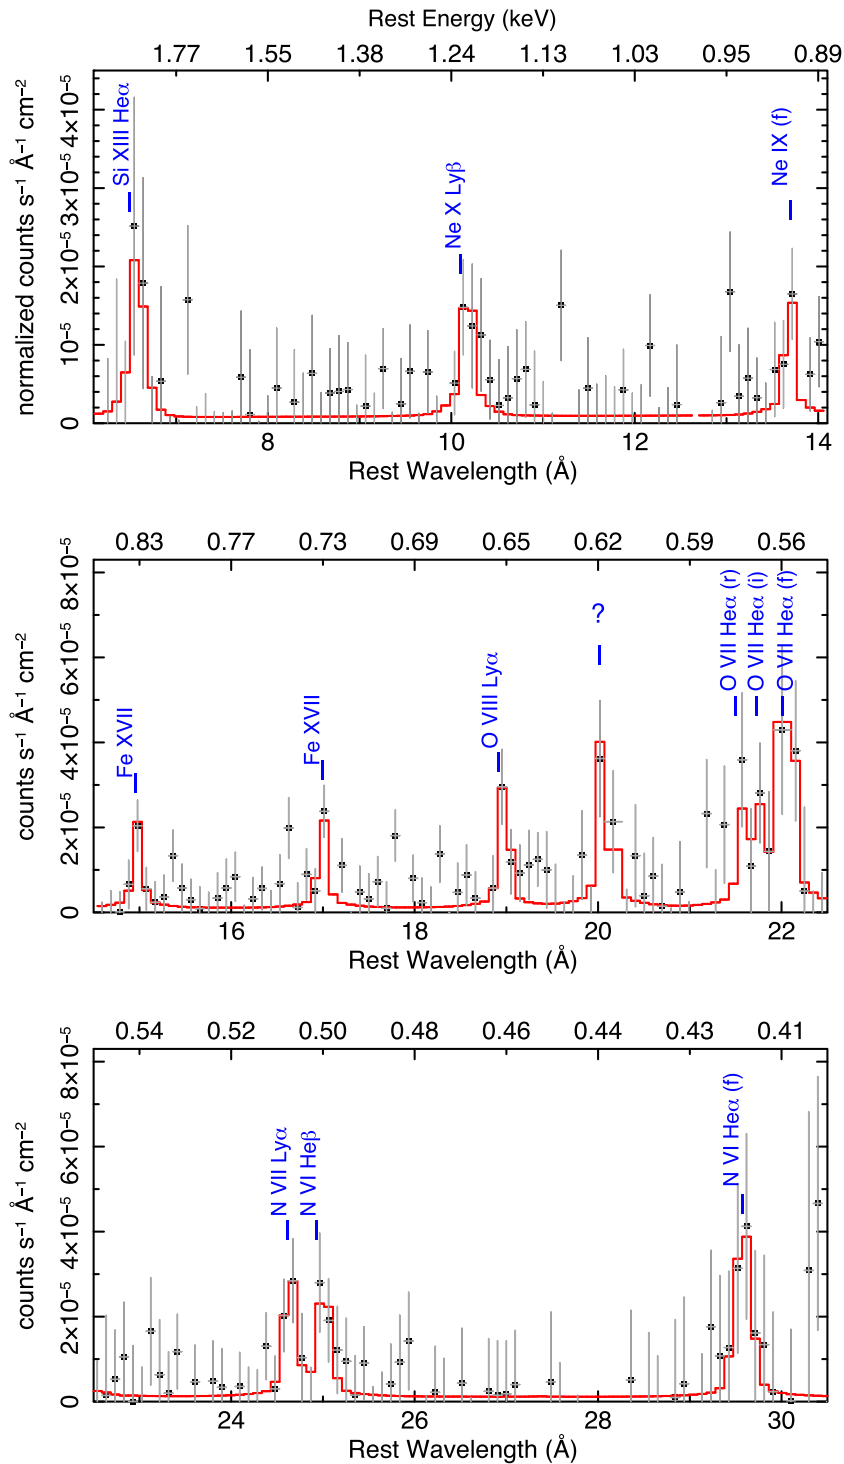 Rest Energy (keV)
1.77 1.55 1.38 1.24 1.13 1.03 0.95 0.89
normalized counts s⁻¹ Å⁻¹ cm⁻²
0 10⁻⁵ 2×10⁻⁵ 3×10⁻⁵ 4×10⁻⁵
Si XIII Heα
Ne X Lyβ
Ne IX (f)
8 10 12 14
Rest Wavelength (Å)
0.83 0.77 0.73 0.69 0.65 0.62 0.59 0.56
counts s⁻¹ Å⁻¹ cm⁻²
0 2×10⁻⁵ 4×10⁻⁵ 6×10⁻⁵ 8×10⁻⁵
Fe XVII
Fe XVII
O VIII Lyα
?
O VII Heα (r)
O VII Heα (i)
O VII Heα (f)
16 18 20 22
Rest Wavelength (Å)
0.54 0.52 0.50 0.48 0.46 0.44 0.43 0.41
counts s⁻¹ Å⁻¹ cm⁻²
0 2×10⁻⁵ 4×10⁻⁵ 6×10⁻⁵ 8×10⁻⁵
N VII Lyα
N VI Heβ
N VI Heα (f)
24 26 28 30
Rest Wavelength (Å)